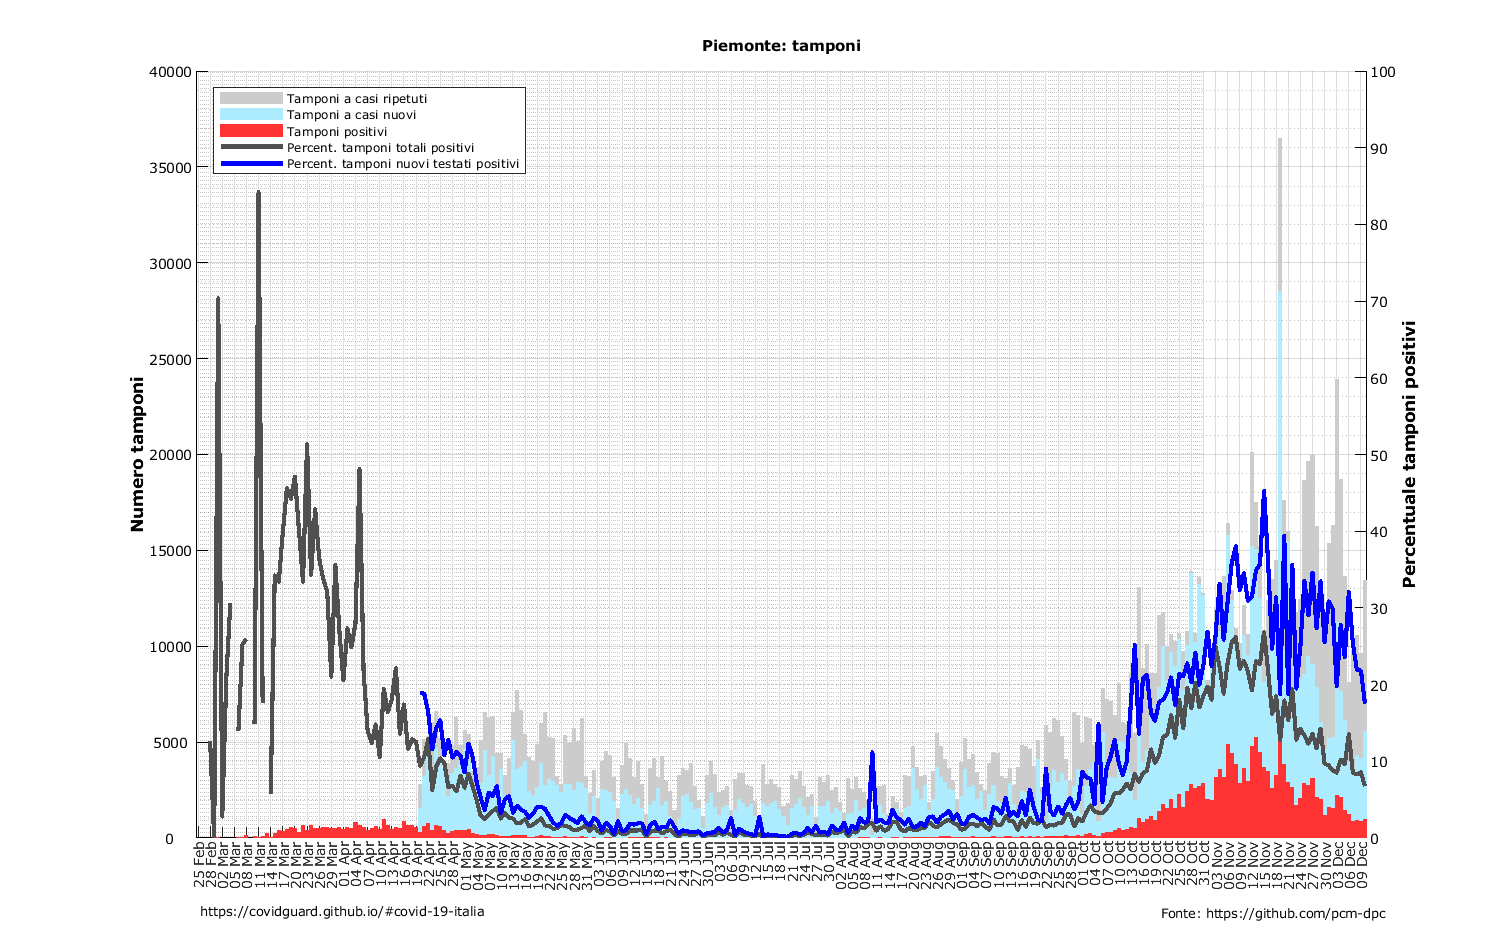 Piemonte: tamponi
40000
35000
30000
25000
20000
15000
10000
5000
0
Numero tamponi
Tamponi a casi ripetuti
Tamponi a casi nuovi
Tamponi positivi
Percent. tamponi totali positivi
Percent. tamponi nuovi testati positivi
100
90
80
70
60
50
40
30
20
10
0
Percentuale tamponi positivi
25 Feb
28 Feb
02 Mar
05 Mar
08 Mar
11 Mar
14 Mar
17 Mar
20 Mar
23 Mar
26 Mar
29 Mar
01 Apr
04 Apr
07 Apr
10 Apr
13 Apr
16 Apr
19 Apr
22 Apr
25 Apr
28 Apr
01 May
04 May
07 May
10 May
13 May
16 May
19 May
22 May
25 May
28 May
31 May
03 Jun
06 Jun
09 Jun
12 Jun
15 Jun
18 Jun
21 Jun
24 Jun
27 Jun
30 Jun
03 Jul
06 Jul
09 Jul
12 Jul
15 Jul
18 Jul
21 Jul
24 Jul
27 Jul
30 Jul
02 Aug
05 Aug
08 Aug
11 Aug
14 Aug
17 Aug
20 Aug
23 Aug
26 Aug
29 Aug
01 Sep
04 Sep
07 Sep
10 Sep
13 Sep
16 Sep
19 Sep
22 Sep
25 Sep
28 Sep
01 Oct
04 Oct
07 Oct
10 Oct
13 Oct
16 Oct
19 Oct
22 Oct
25 Oct
28 Oct
31 Oct
03 Nov
06 Nov
09 Nov
12 Nov
15 Nov
18 Nov
21 Nov
24 Nov
27 Nov
30 Nov
03 Dec
06 Dec
09 Dec
https://covidguard.github.io/#covid-19-italia
Fonte: https://github.com/pcm-dpc